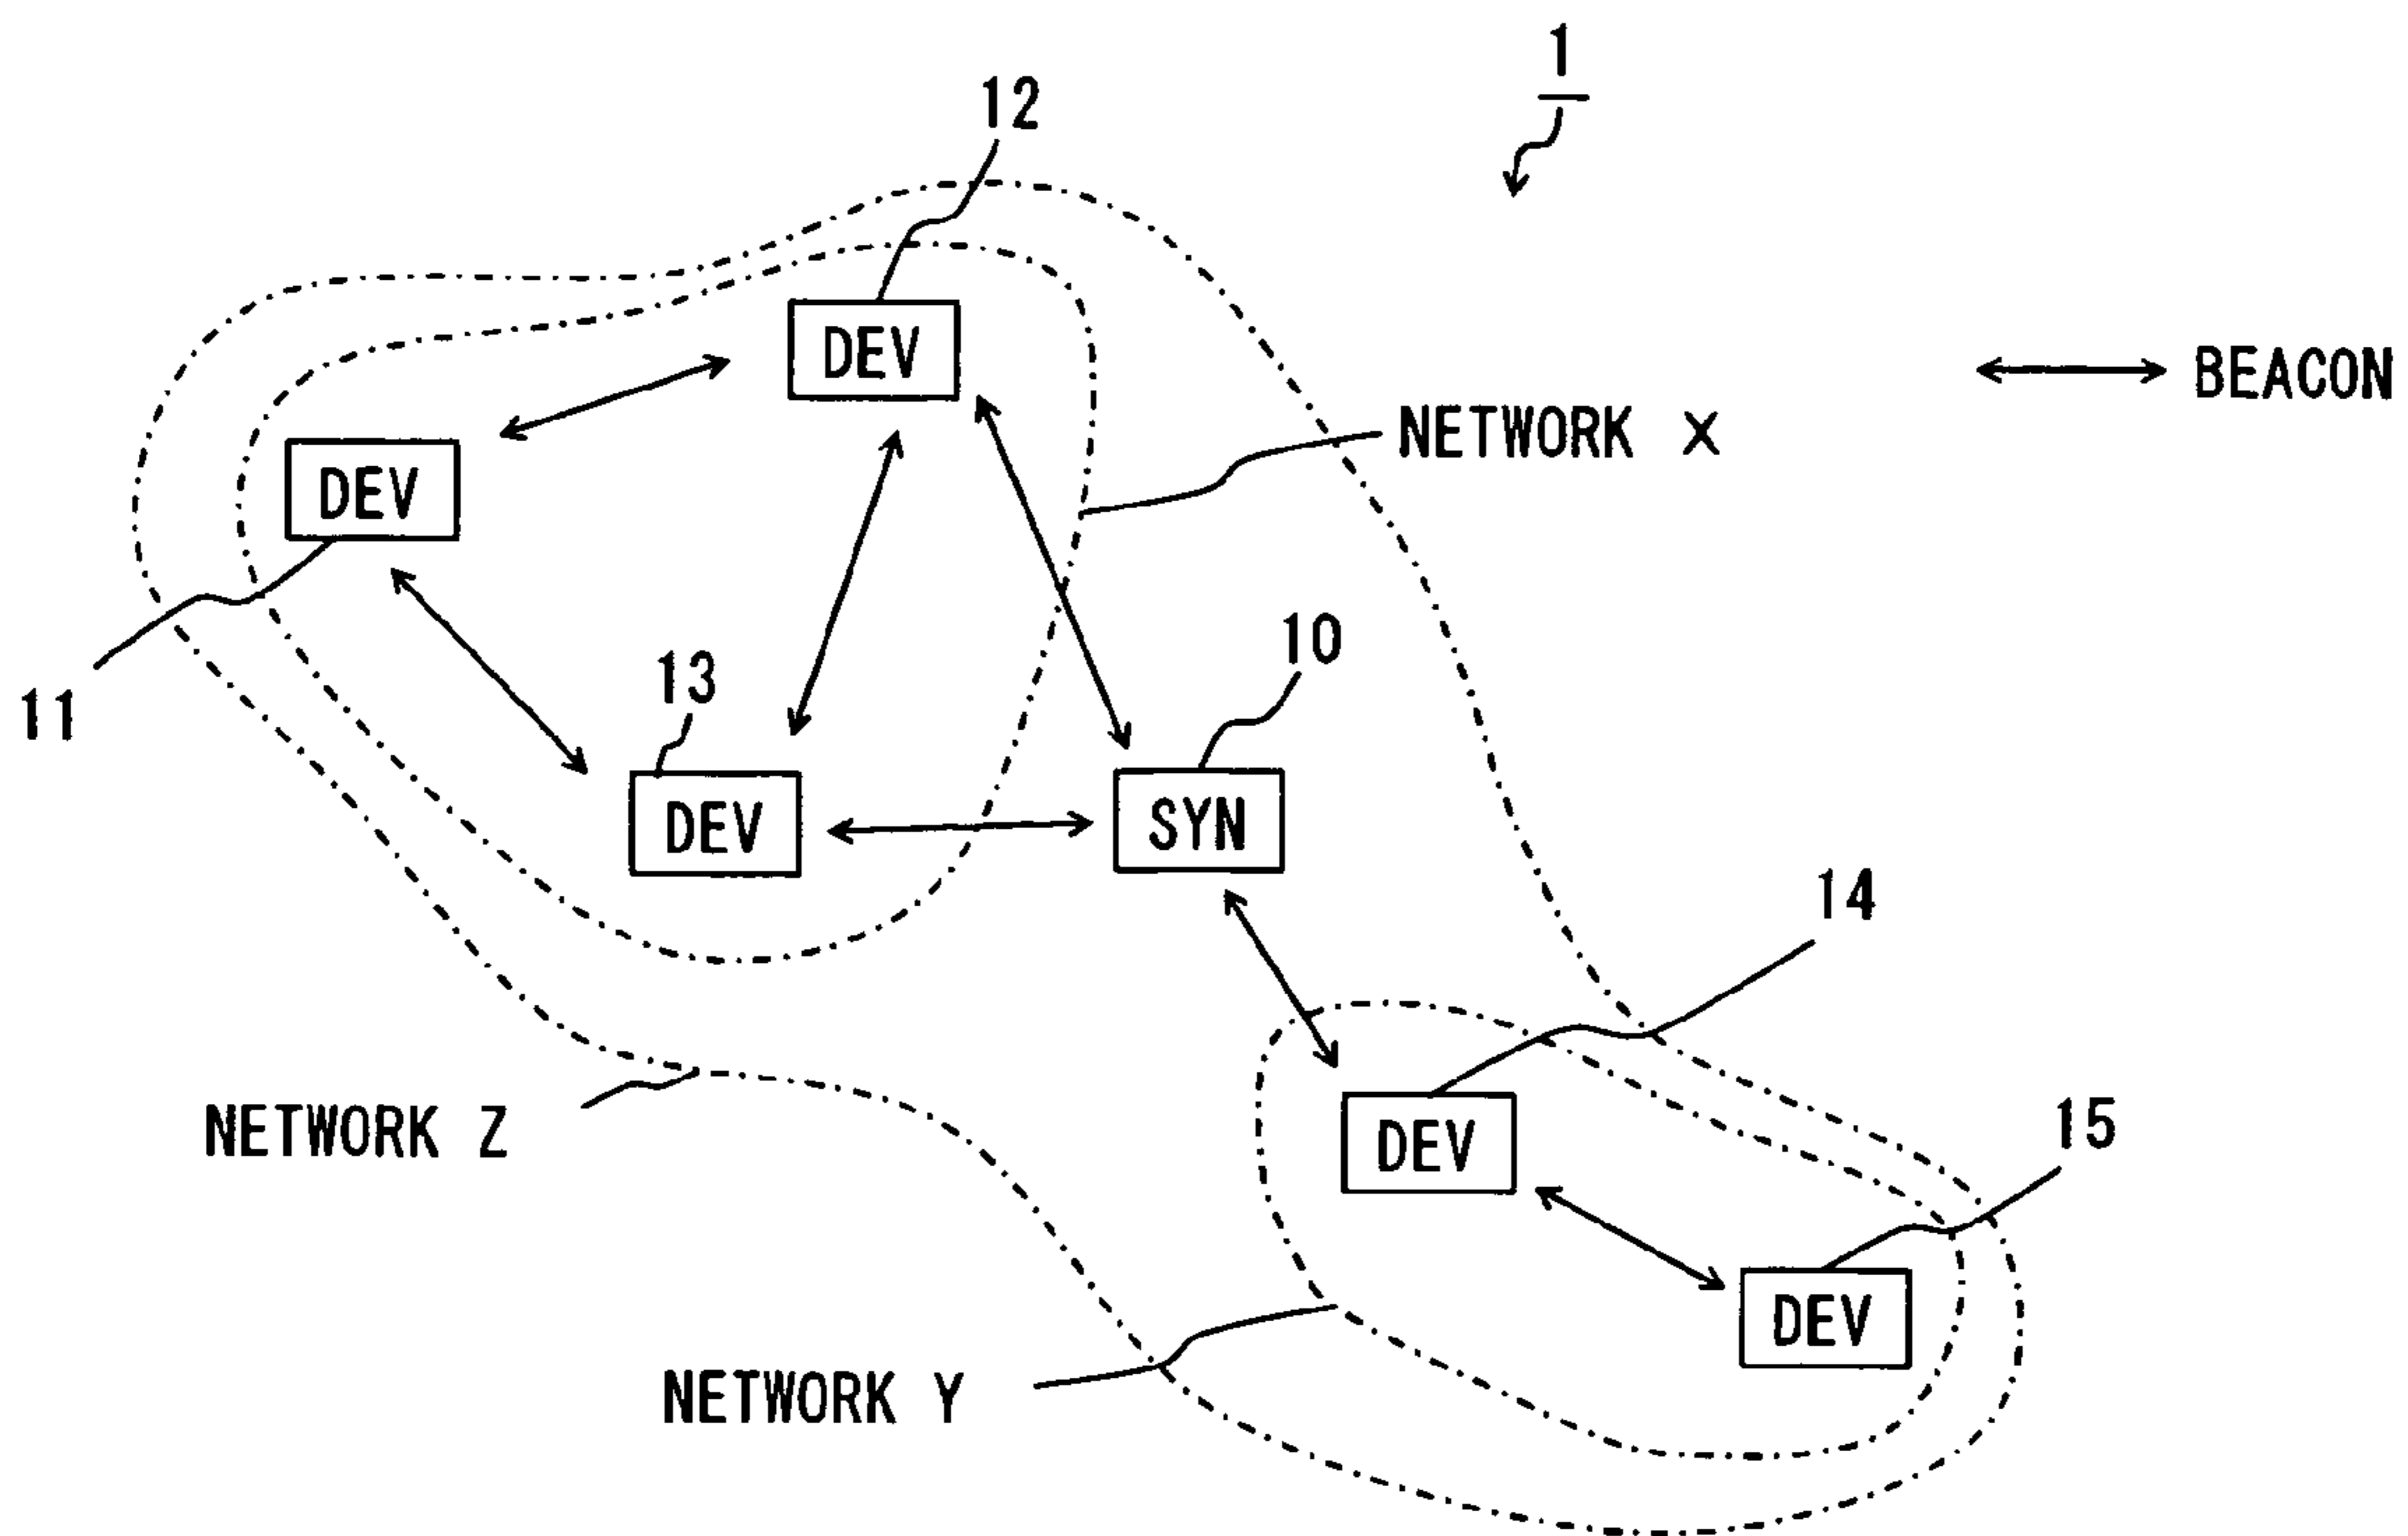 1
12
DEV
BEACON
NETWORK X
DEV
10
13
11
DEV
SYN
14
NETWORK Z
DEV
15
DEV
NETWORK Y